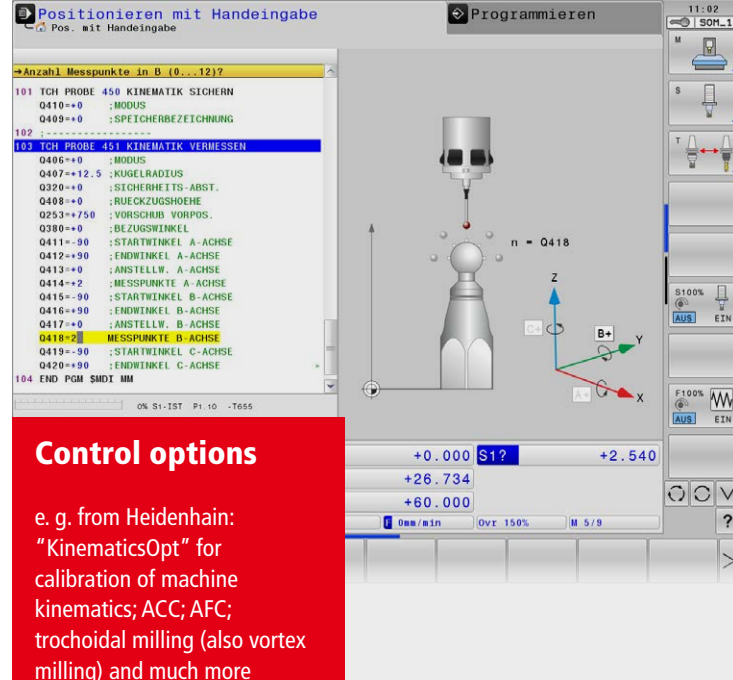 Positionieren mit Handeingabe
Pos. mit Handeingabe
Programmieren
11:02
SOM_1
→Anzahl Messpunkte in B (0...12)?
101 TCH PROBE 450 KINEMATIK SICHERN
Q410=+0 ;MODUS
Q409=+0 ;SPEICHERBEZEICHNUNG
102 ;-----------------
103 TCH PROBE 451 KINEMATIK VERMESSEN
Q406=+0 ;MODUS
Q407=+12.5 ;KUGELRADIUS
Q320=+0 ;SICHERHEITS-ABST.
Q408=+0 ;RUECKZUGSHOEHE
Q253=+750 ;VORSCHUB VORPOS.
Q380=+0 ;BEZUGSWINKEL
Q411=-90 ;STARTWINKEL A-ACHSE
Q412=+90 ;ENDWINKEL A-ACHSE
Q413=+0 ;ANSTELLW. A-ACHSE
Q414=+2 ;MESSPUNKTE A-ACHSE
Q415=-90 ;STARTWINKEL B-ACHSE
Q416=+90 ;ENDWINKEL B-ACHSE
Q417=+0 ;ANSTELLW. B-ACHSE
Q418=2 MESSPUNKTE B-ACHSE
Q419=-90 ;STARTWINKEL C-ACHSE
Q420=+90 ;ENDWINKEL C-ACHSE
104 END PGM $MDI MM
0% S1-IST P1.10 -T655
n = Q418
Z
C+
B+
Y
A+
X
M
S
T
S100%
AUS EIN
F100%
AUS EIN
+0.000 S1? +2.540
+26.734
+60.000
F 0mm/min Ovr 150% M 5/9
?
Control options
e. g. from Heidenhain:
“KinematicsOpt” for
calibration of machine
kinematics; ACC; AFC;
trochoidal milling (also vortex
milling) and much more